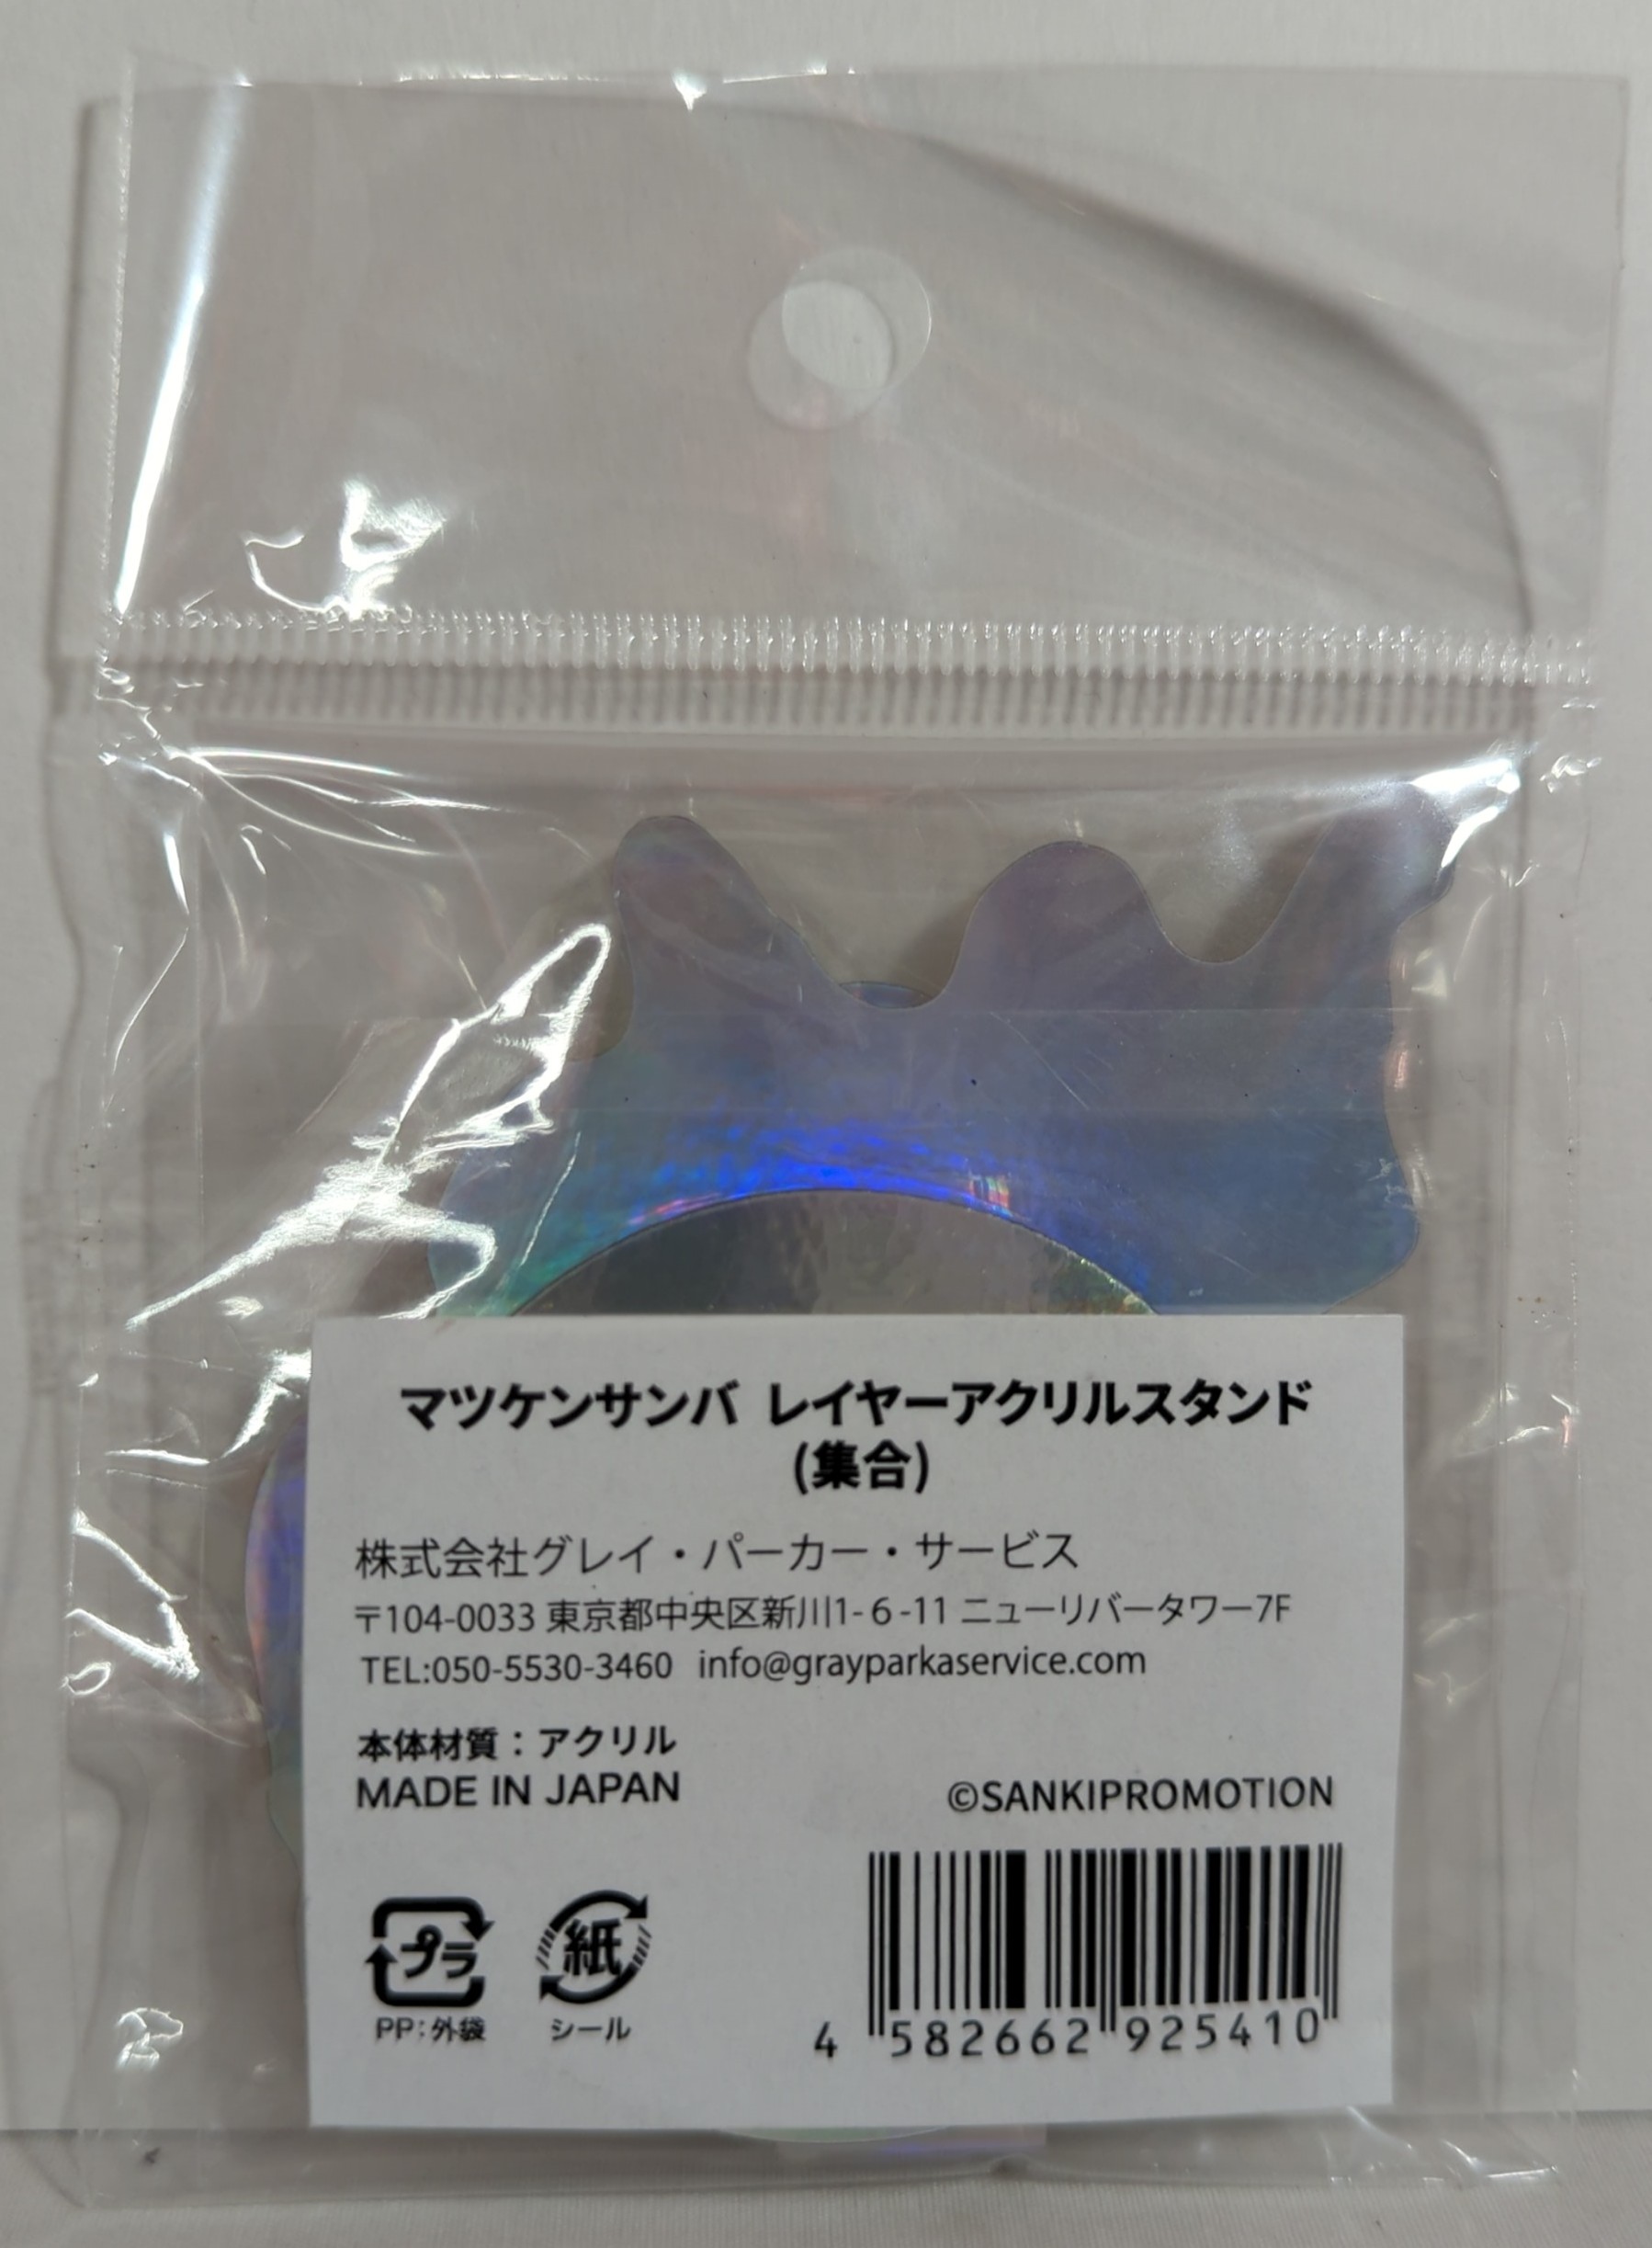 マツケンサンバ レイヤーアクリルスタンド
(集合)
株式会社グレイ・パーカー・サービス
〒104-0033 東京都中央区新川1-6-11 ニューリバータワー7F
TEL:050-5530-3460 info@grayparkaservice.com
本体材質：アクリル
MADE IN JAPAN
©SANKIPROMOTION
プラ
紙
PP:外袋
シール
4 582662 925410